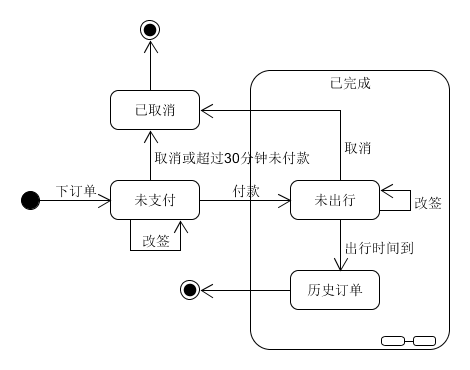 已完成
已取消
取消
取消或超过30分钟未付款
下订单
未支付
付款
未出行
改签
改签
出行时间到
历史订单